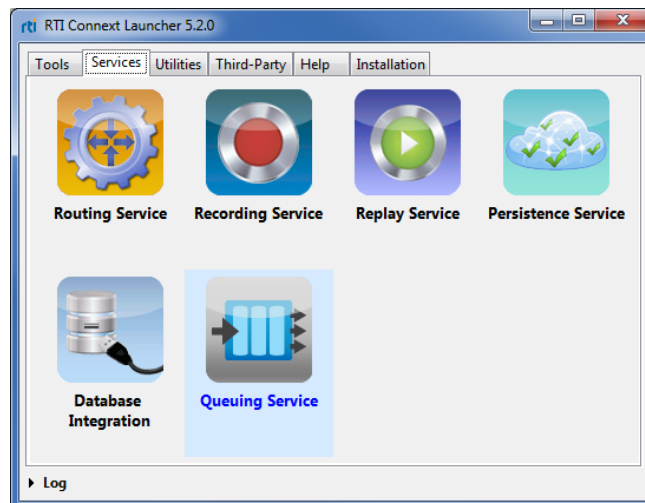 rti RTI Connext Launcher 5.2.0
Tools Services Utilities Third-Party Help Installation
Routing Service Recording Service Replay Service Persistence Service
Database
Integration
Queuing Service
Log